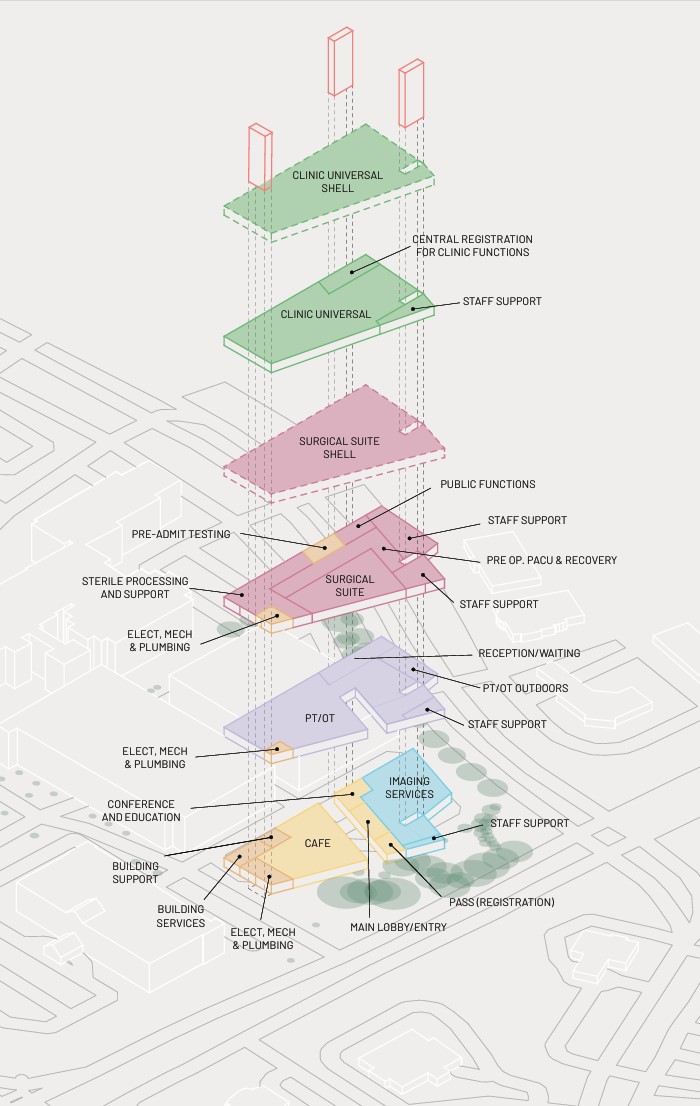 CLINIC UNIVERSAL
SHELL
CENTRAL REGISTRATION
FOR CLINIC FUNCTIONS
STAFF SUPPORT
CLINIC UNIVERSAL
SURGICAL SUITE
SHELL
PUBLIC FUNCTIONS
STAFF SUPPORT
PRE-ADMIT TESTING
PRE OP. PACU & RECOVERY
STERILE PROCESSING
AND SUPPORT
SURGICAL
SUITE
STAFF SUPPORT
ELECT, MECH
& PLUMBING
RECEPTION/WAITING
PT/OT OUTDOORS
PT/OT
STAFF SUPPORT
ELECT, MECH
& PLUMBING
IMAGING
SERVICES
CONFERENCE
AND EDUCATION
STAFF SUPPORT
CAFE
BUILDING
SUPPORT
PASS (REGISTRATION)
BUILDING
SERVICES
MAIN LOBBY/ENTRY
ELECT, MECH
& PLUMBING